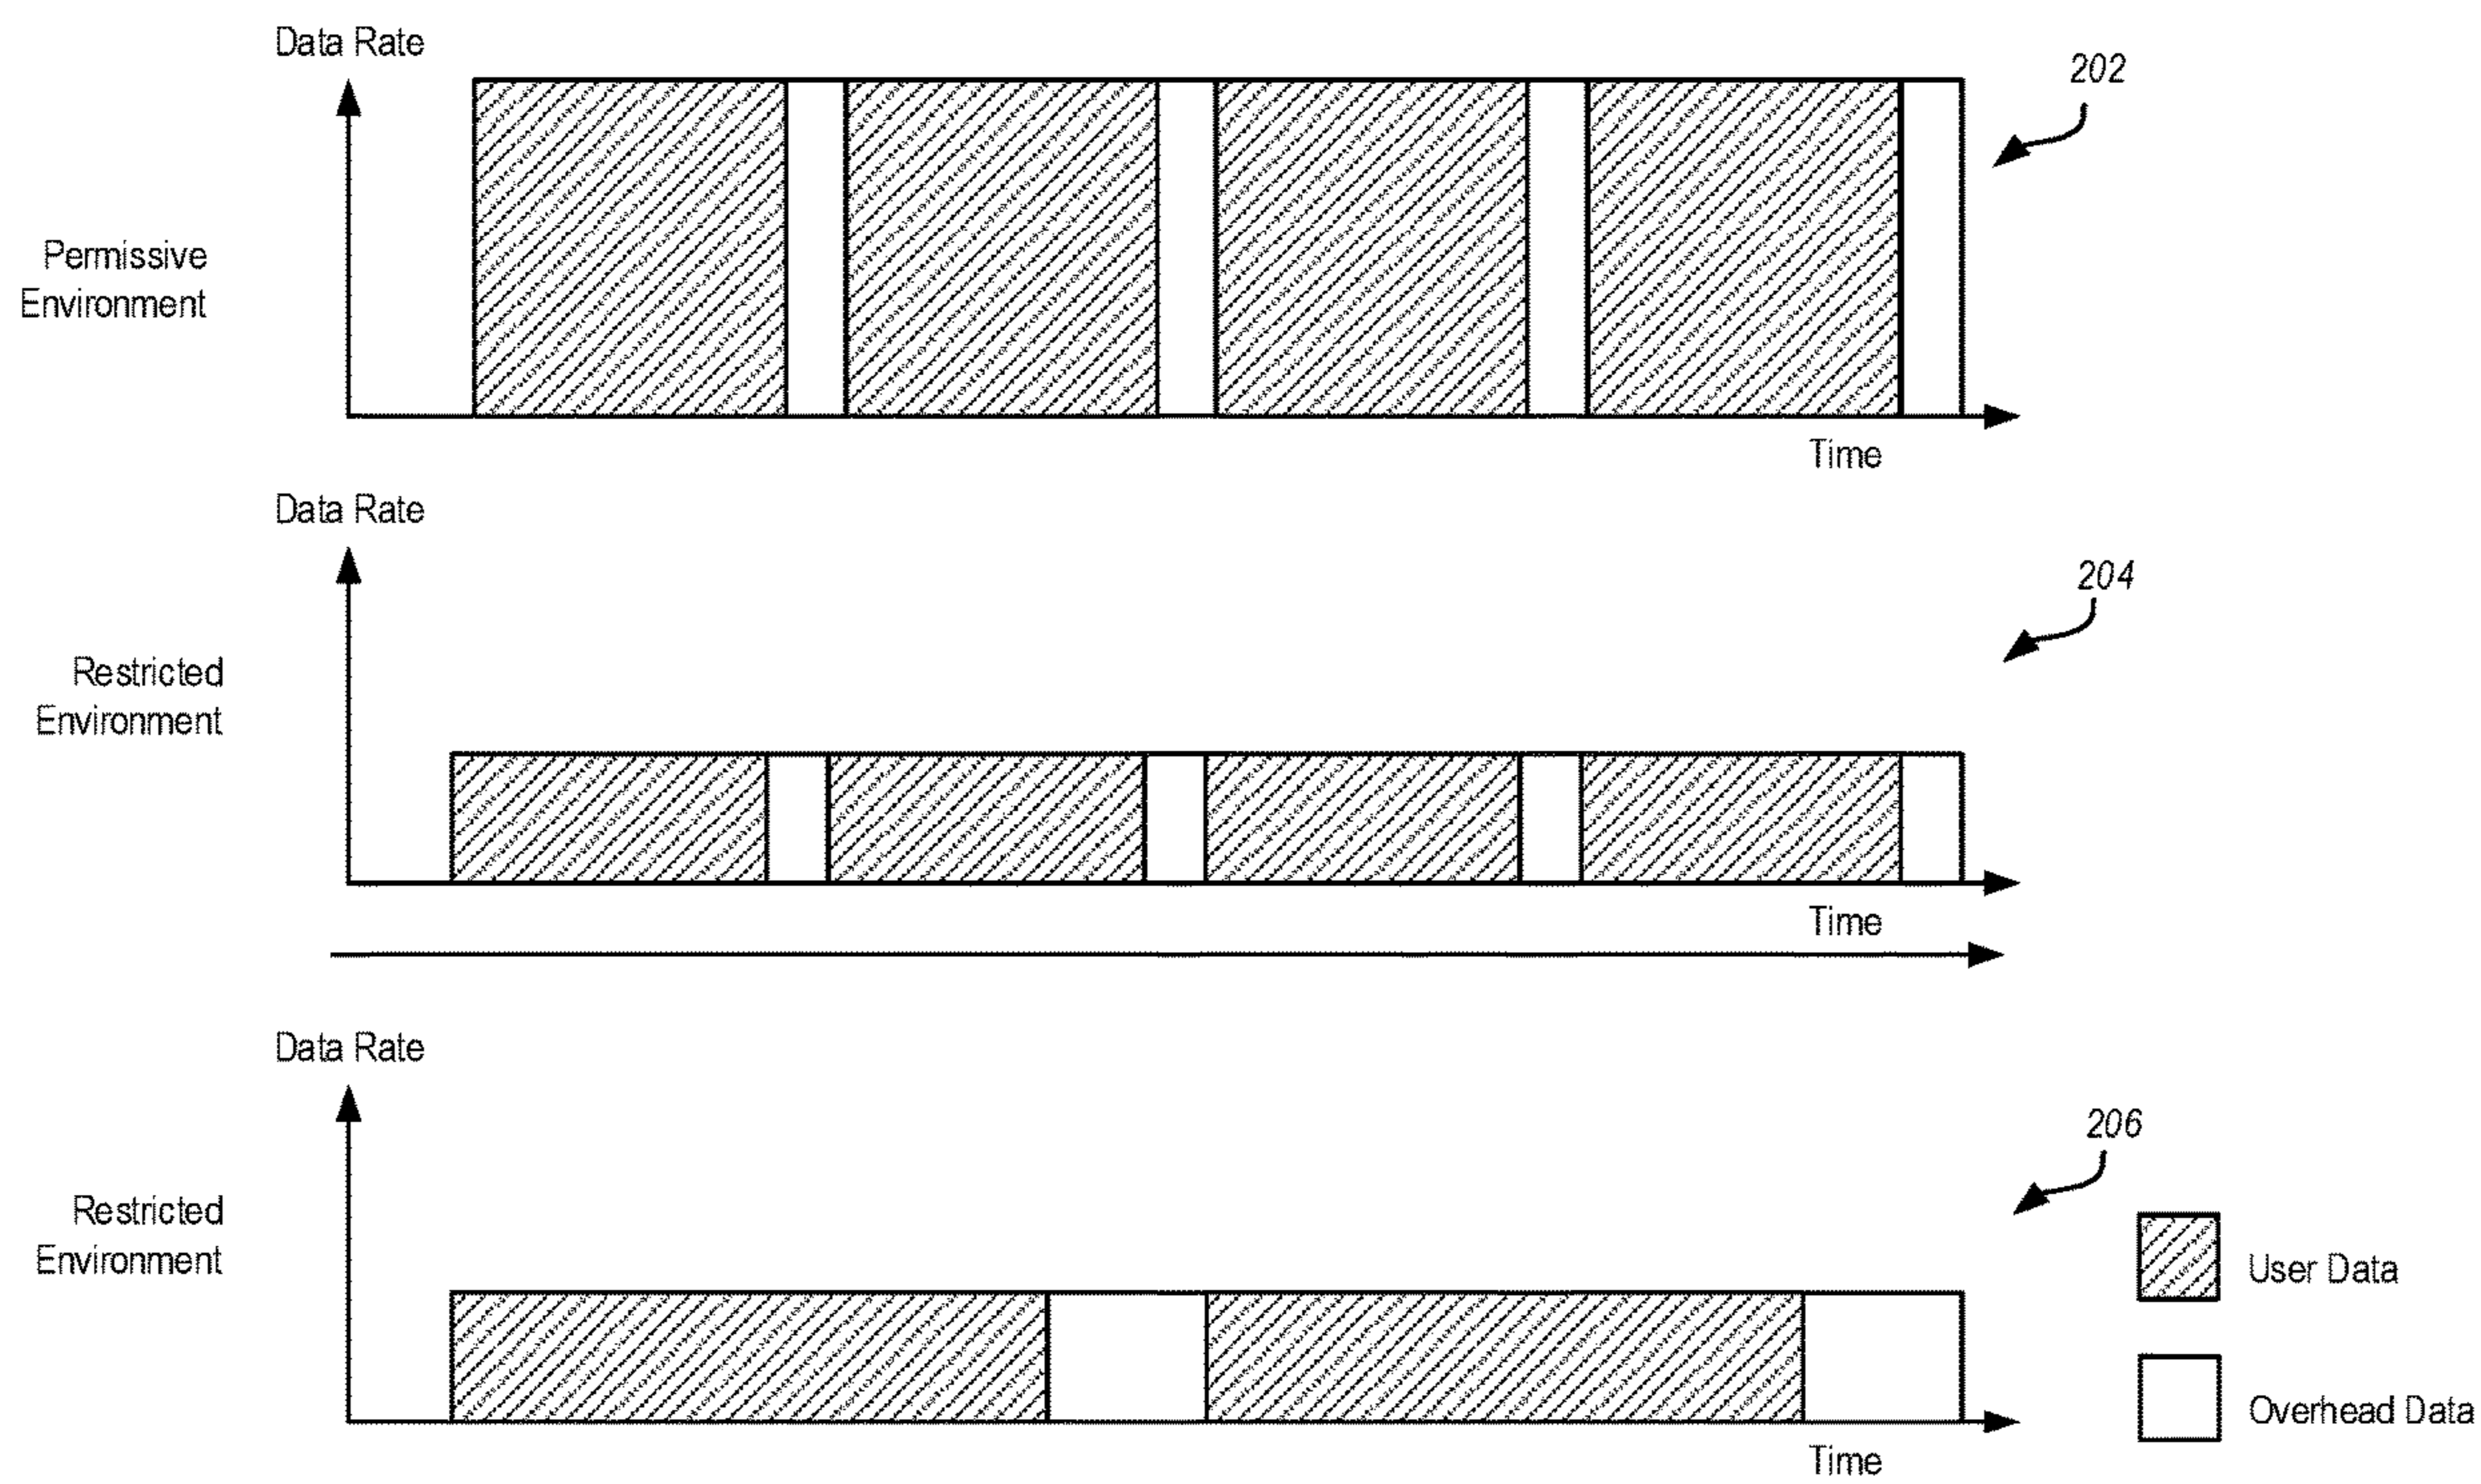 Data Rate
202
Permissive
Environment
Time
Data Rate
204
Restricted
Environment
Time
Data Rate
206
Restricted
Environment
User Data
Overhead Data
Time